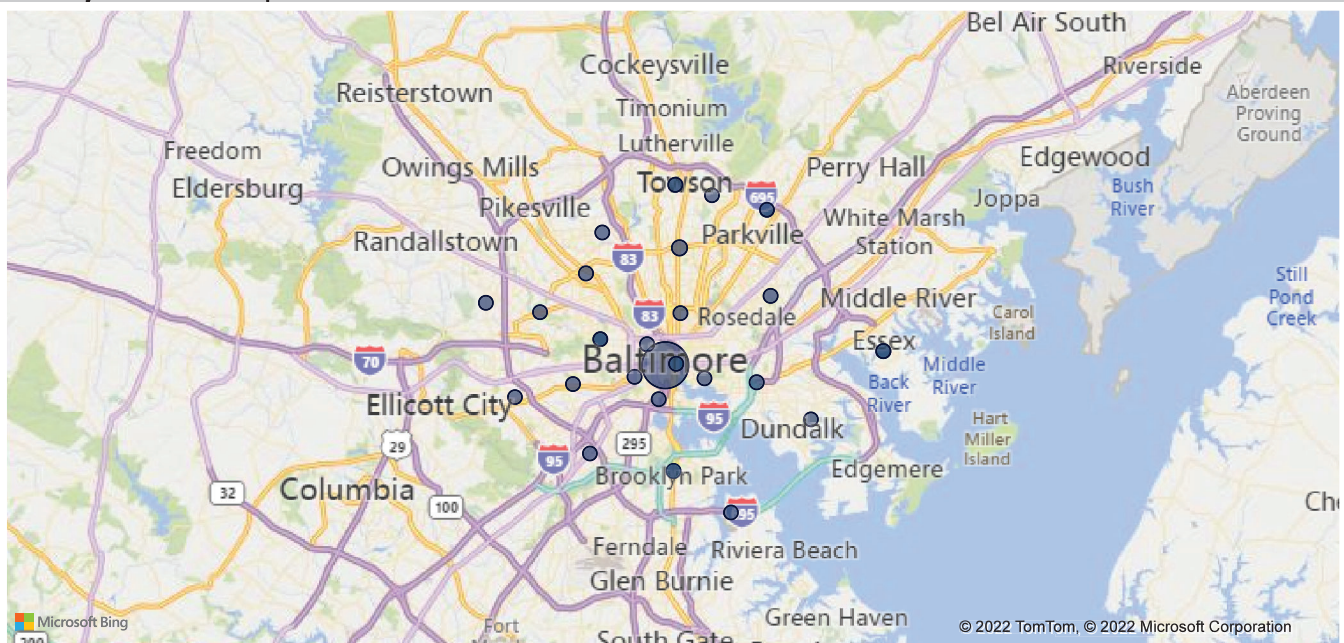 Bel Air South
Cockeysville
Riverside
Reisterstown
Aberdeen
Proving
Ground
Timonium
Freedom
Lutherville
Owings Mills
Perry Hall
Edgewood
Eldersburg
Towson
695
Bush
River
Joppa
Pikesville
White Marsh
Station
Randallstown
Parkville
83
Still
Pond
Creek
Middle River
83
Rosedale
Carol
Island
Essex
70
Baltimore
Middle
River
Back
River
Ellicott City
95
Dundalk
Hart
Miller
Island
29
295
95
Brooklyn Park
Edgemere
Columbia
32
100
95
Ferndale
Riviera Beach
Glen Burnie
Green Haven
Microsoft Bing
Fort
South Gate
© 2022 TomTom, © 2022 Microsoft Corporation